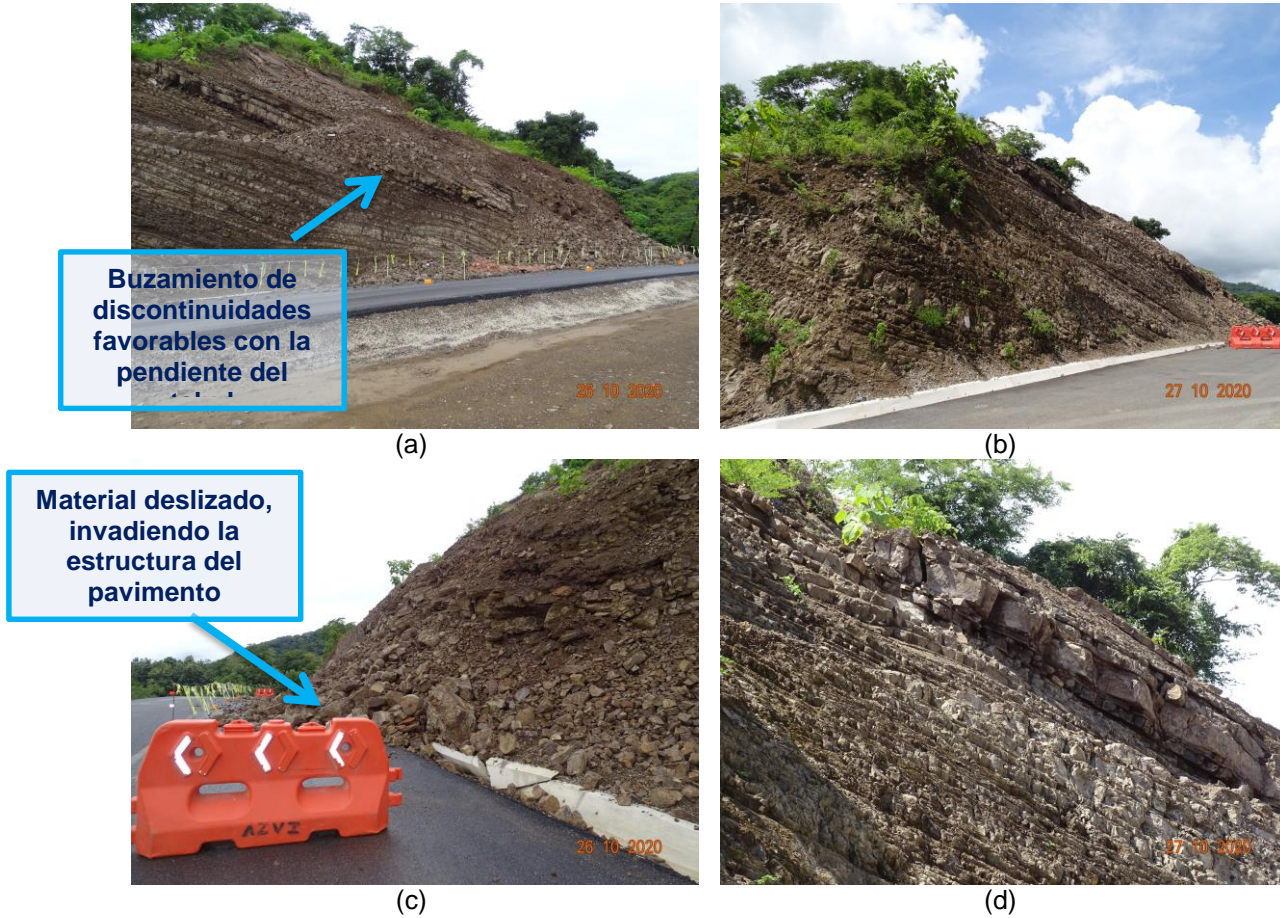 Buzamiento de
discontinuidades
favorables con la
pendiente del
26 10 2020
27 10 2020
(a)
(b)
Material deslizado,
invadiendo la
estructura del
pavimento
AZVI
26 10 2020
27 10 2020
(c)
(d)